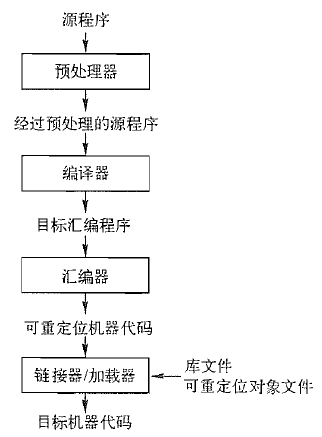 源程序
预处理器
经过预处理的源程序
编译器
目标汇编程序
汇编器
可重定位机器代码
链接器/加载器
库文件
可重定位对象文件
目标机器代码